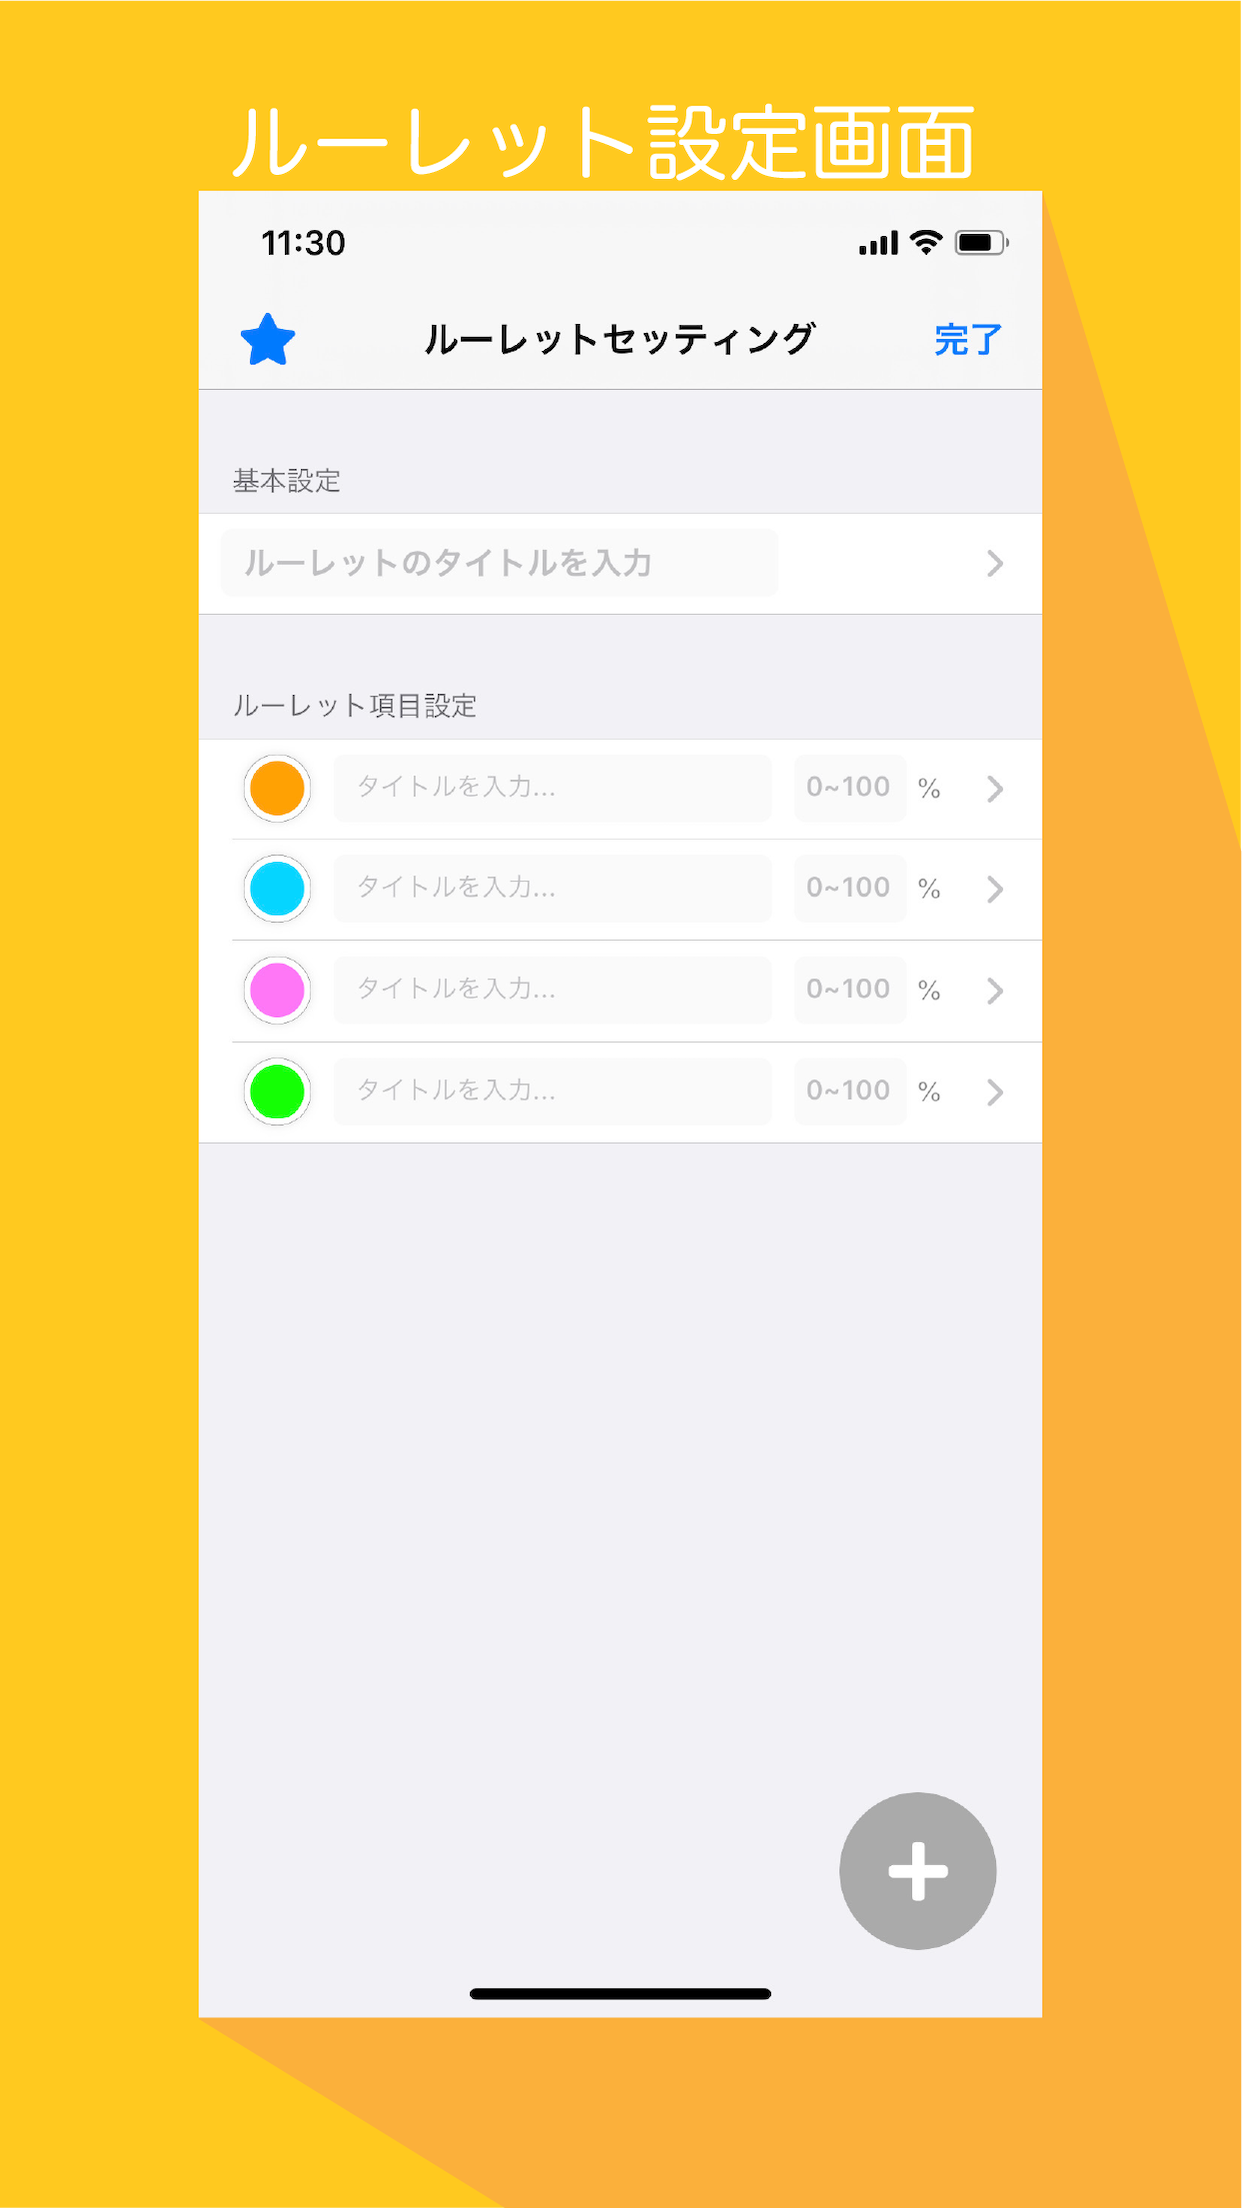 ルーレット設定画面
11:30
ルーレットセッティング
完了
基本設定
ルーレットのタイトルを入力
ルーレット項目設定
タイトルを入力... 0~100 %
タイトルを入力... 0~100 %
タイトルを入力... 0~100 %
タイトルを入力... 0~100 %